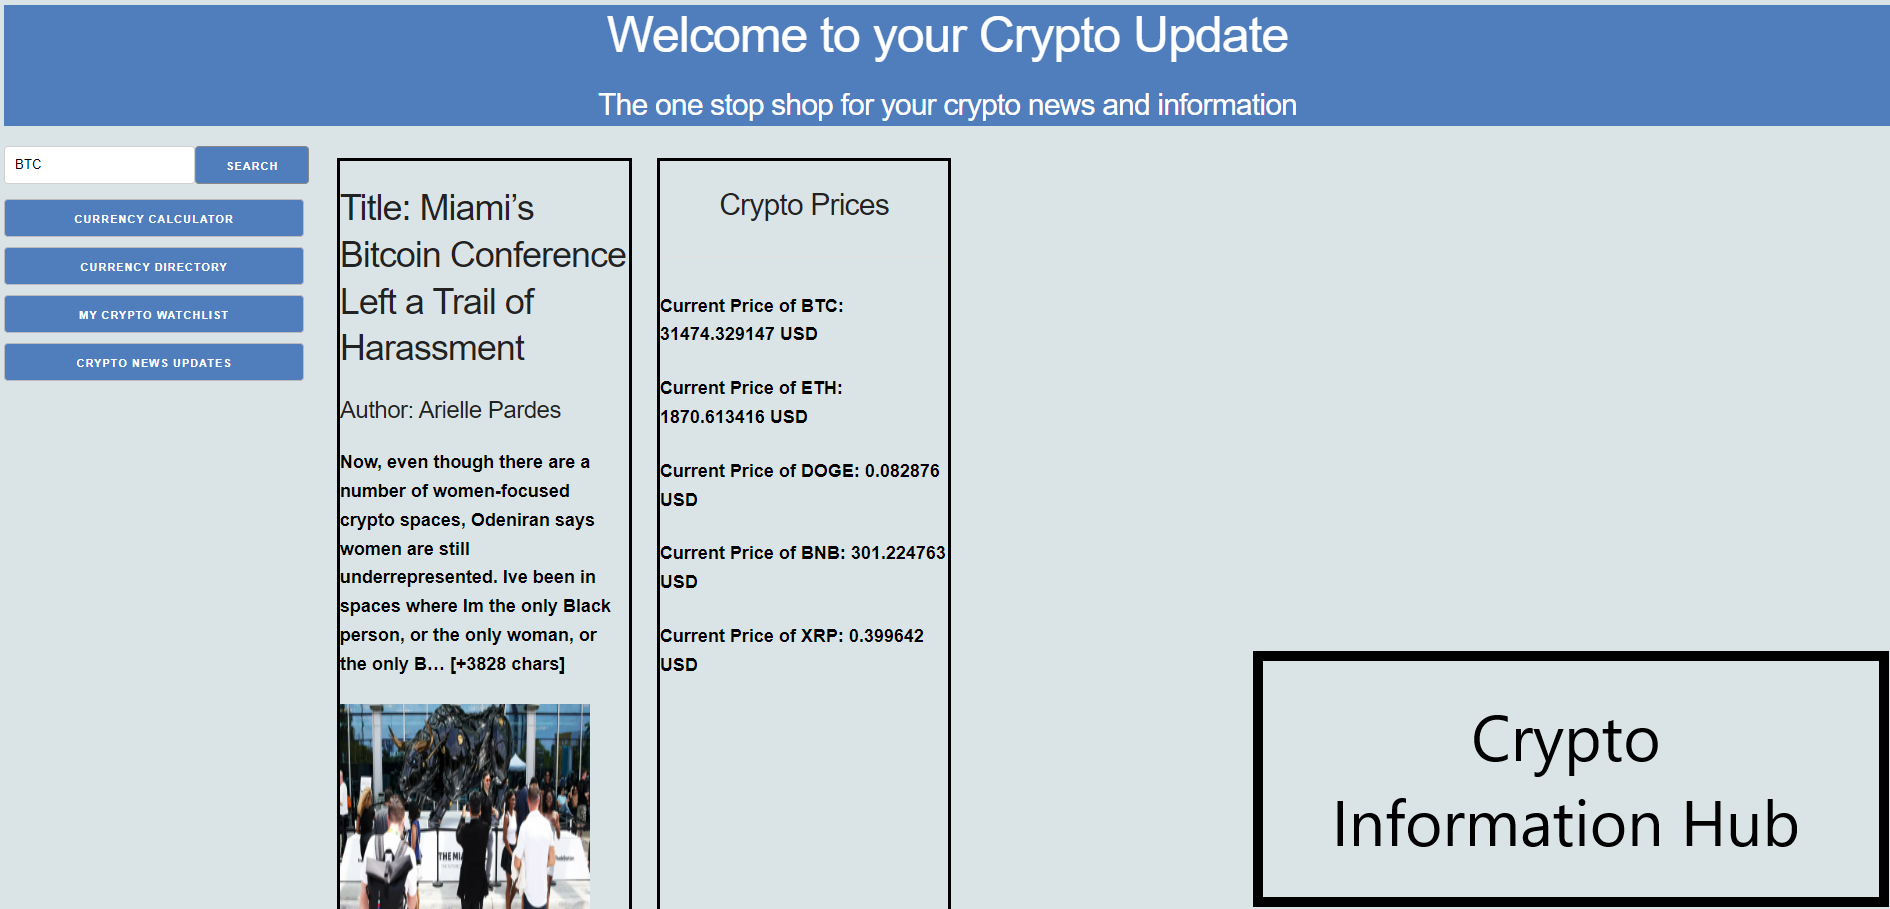 Welcome to your Crypto Update
The one stop shop for your crypto news and information
BTC
SEARCH
CURRENCY CALCULATOR
CURRENCY DIRECTORY
MY CRYPTO WATCHLIST
CRYPTO NEWS UPDATES
Title: Miami’s
Bitcoin Conference
Left a Trail of
Harassment
Author: Arielle Pardes
Now, even though there are a
number of women-focused
crypto spaces, Odeniran says
women are still
underrepresented. Ive been in
spaces where Im the only Black
person, or the only woman, or
the only B… [+3828 chars]
THE MIA
Crypto Prices
Current Price of BTC:
31474.329147 USD
Current Price of ETH:
1870.613416 USD
Current Price of DOGE: 0.082876
USD
Current Price of BNB: 301.224763
USD
Current Price of XRP: 0.399642
USD
Crypto
Information Hub